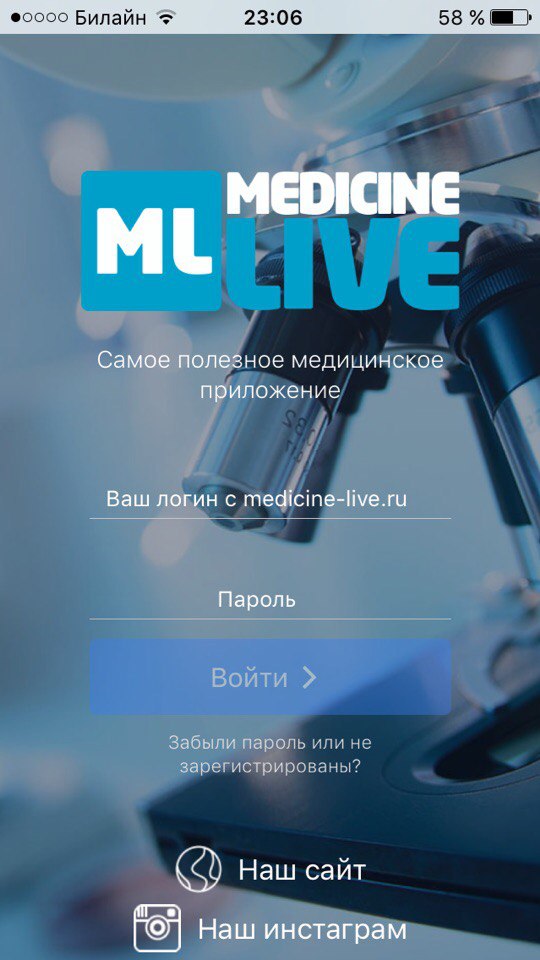 Билайн 23:06 58 %
ML MEDICINE
LIVE
Самое полезное медицинское
приложение
Ваш логин с medicine-live.ru
Пароль
Войти
Забыли пароль или не
зарегистрированы?
Наш сайт
Наш инстаграм